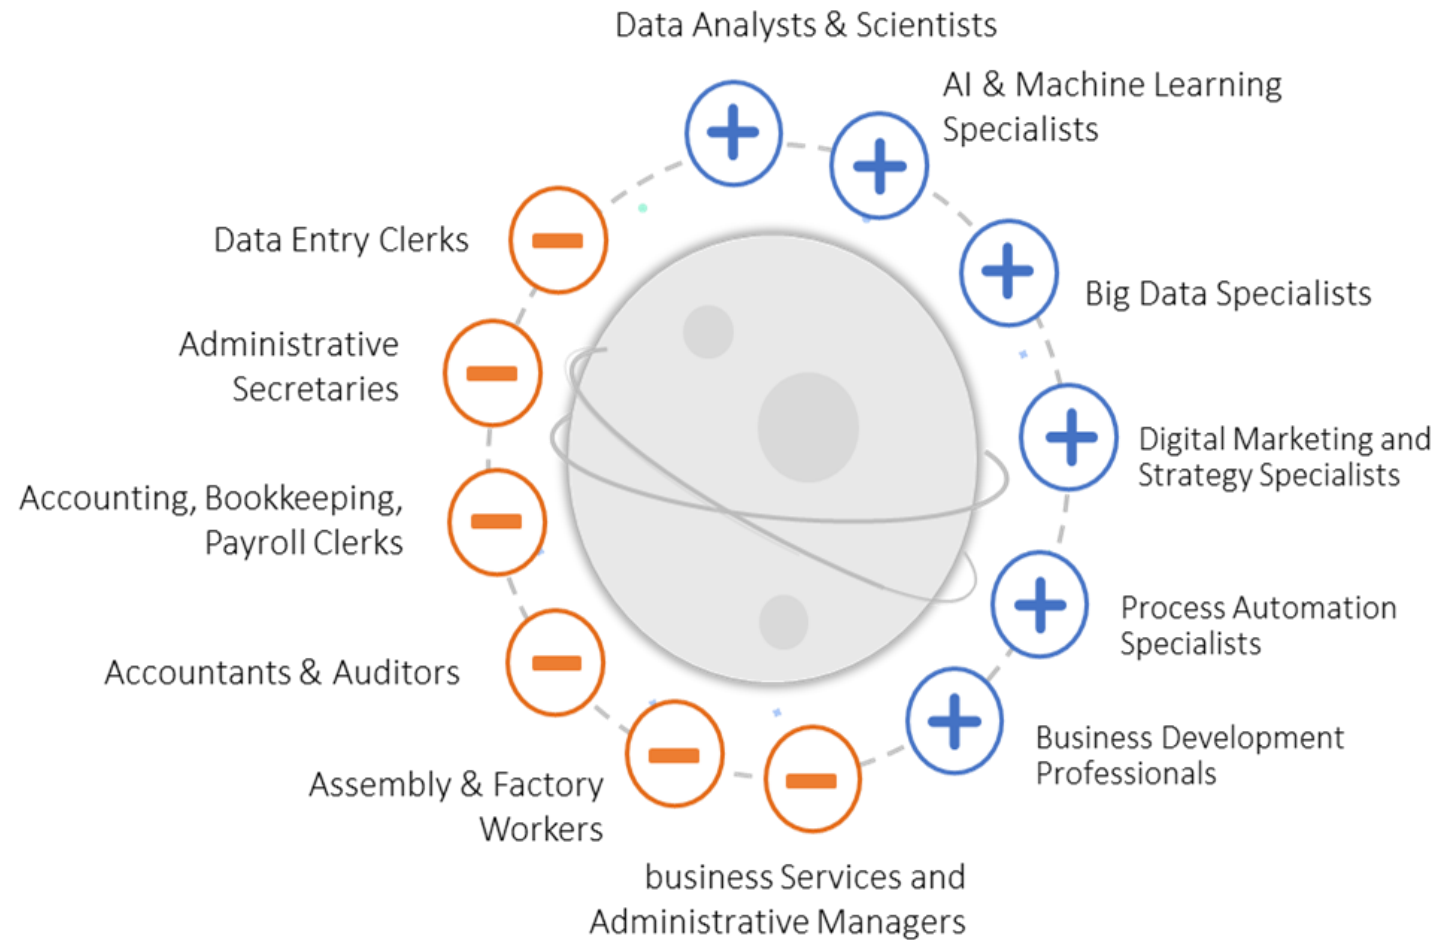 Data Analysts & Scientists
AI & Machine Learning
Specialists
Big Data Specialists
Digital Marketing and
Strategy Specialists
Process Automation
Specialists
Business Development
Professionals
business Services and
Administrative Managers
Assembly & Factory
Workers
Accountants & Auditors
Accounting, Bookkeeping,
Payroll Clerks
Administrative
Secretaries
Data Entry Clerks